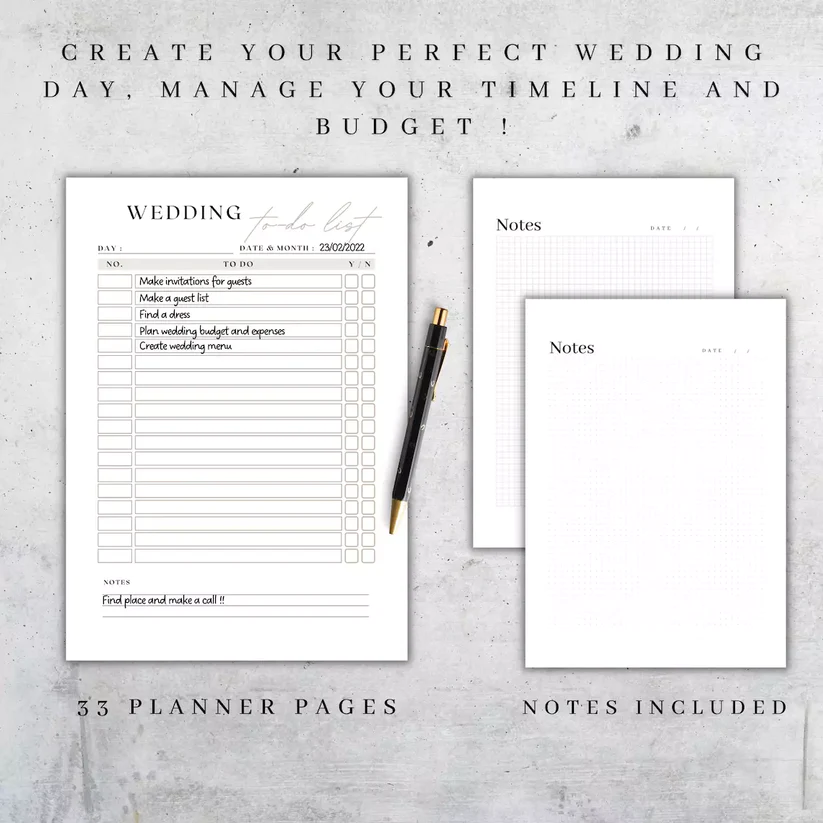 CREATE YOUR PERFECT WEDDING
DAY, MANAGE YOUR TIMELINE AND
BUDGET !
WEDDING to-do list
DAY : DATE & MONTH : 23/02/2022
NO. TO DO Y / N
Make invitations for guests
Make a guest list
Find a dress
Plan wedding budget and expenses
Create wedding menu
NOTES
Find place and make a call !!
Notes DATE / /
Notes DATE / /
33 PLANNER PAGES
NOTES INCLUDED